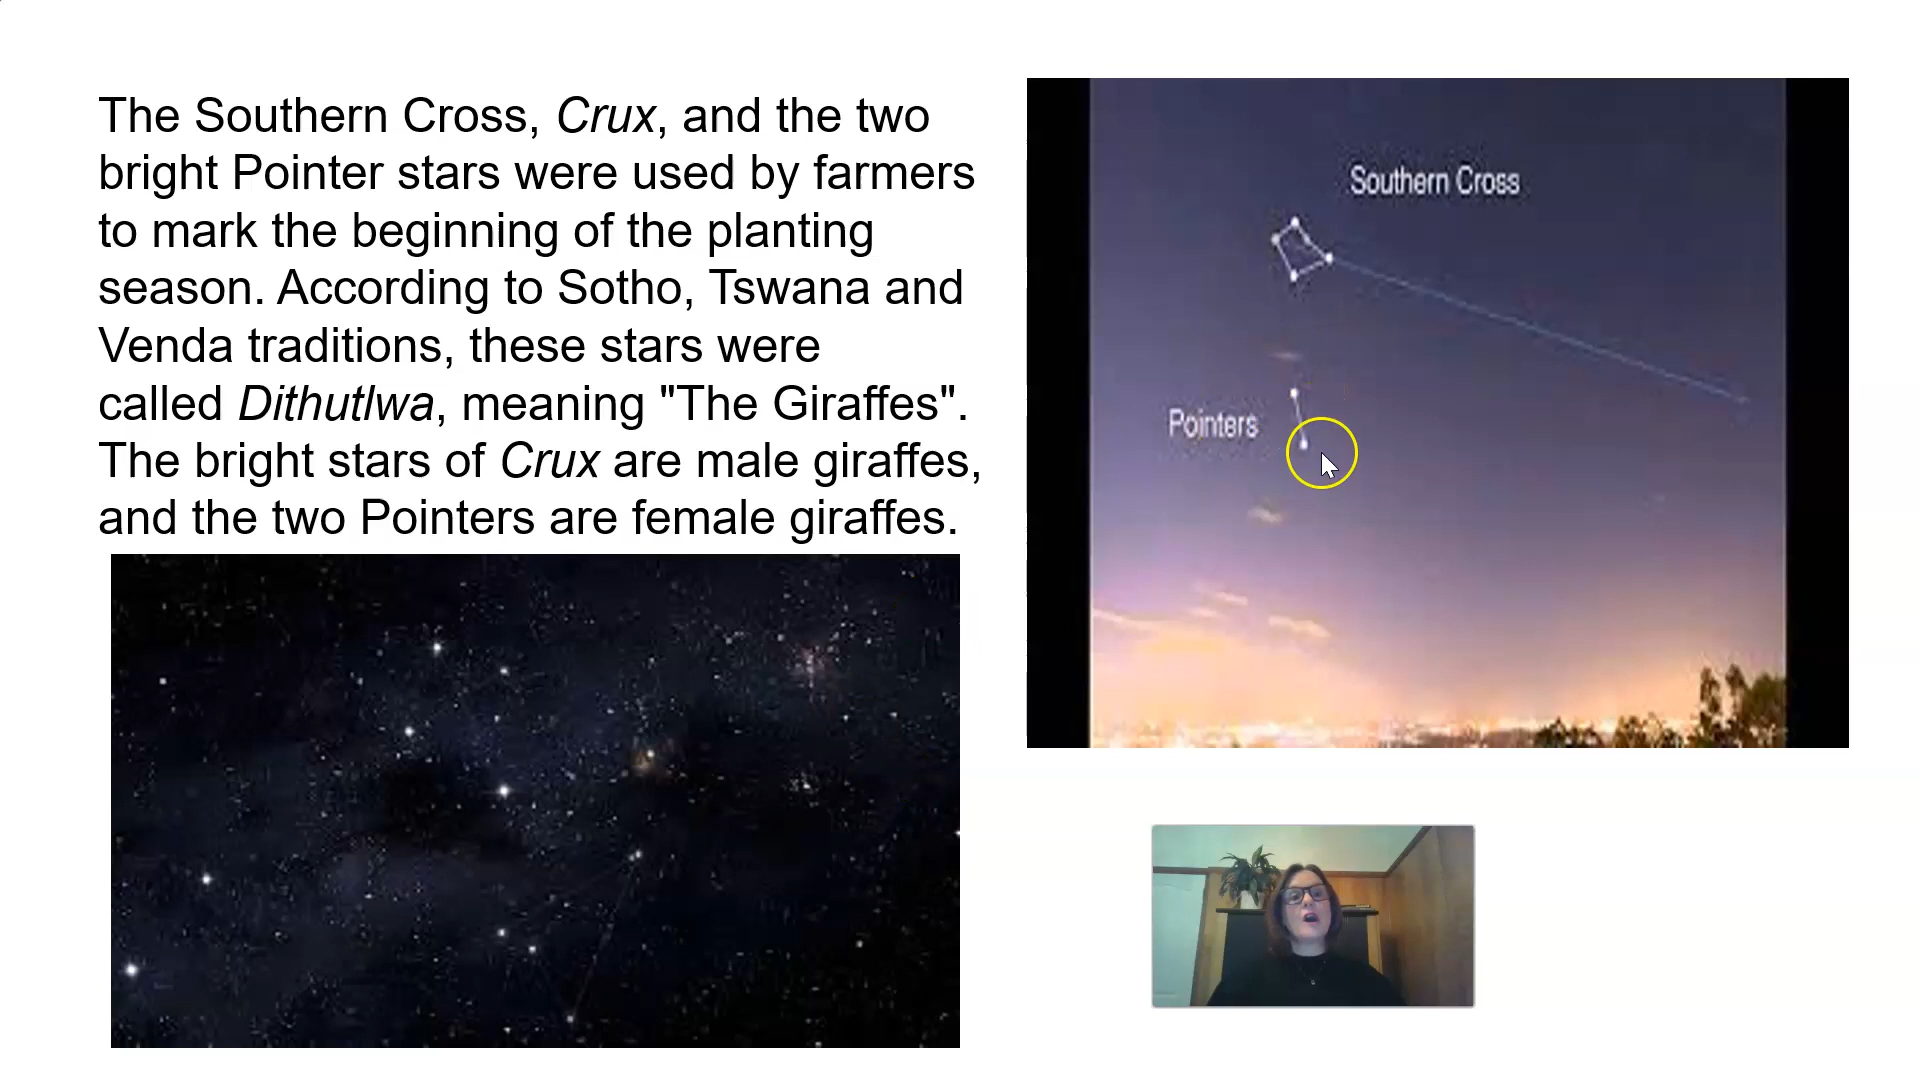 The Southern Cross, Crux, and the two
bright Pointer stars were used by farmers
to mark the beginning of the planting
season. According to Sotho, Tswana and
Venda traditions, these stars were
called Dithutlwa, meaning "The Giraffes".
The bright stars of Crux are male giraffes,
and the two Pointers are female giraffes.
Southern Cross
Pointers